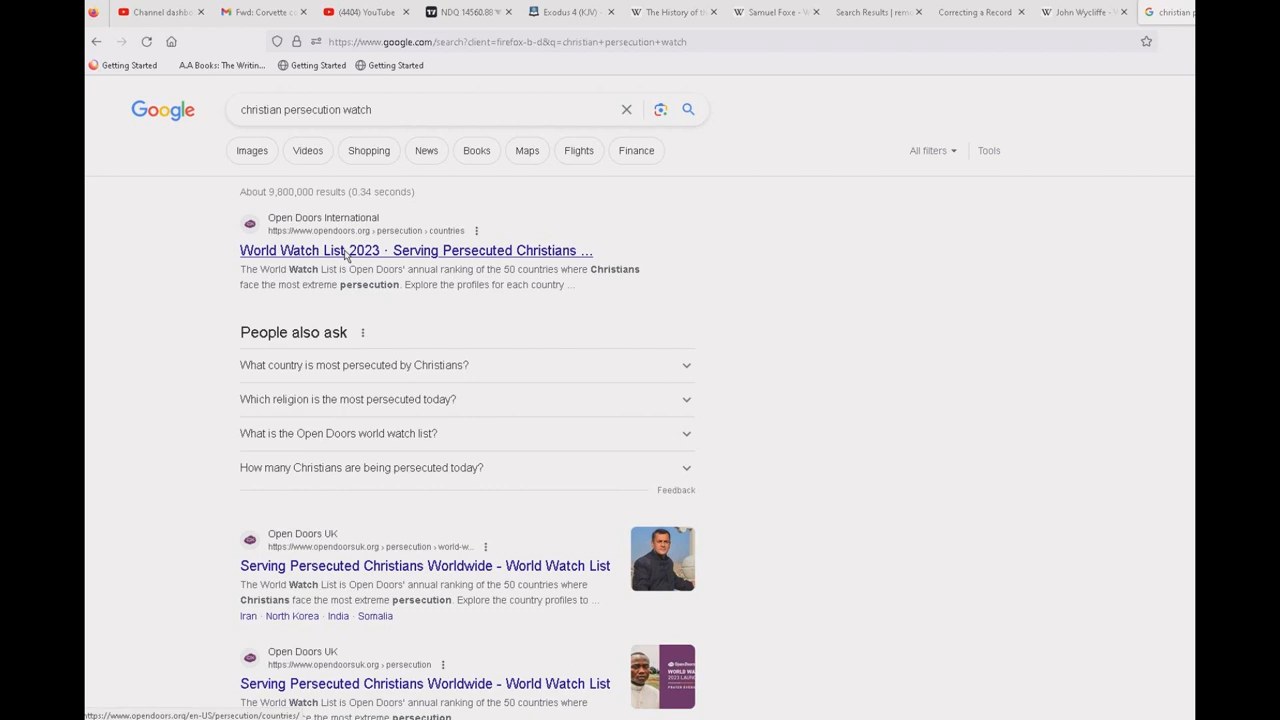 Channel dashbo
Fwd: Corvette c
(4404) YouTube
NDQ 14560.88
Exodus 4 (KJV)
The History of th
Samuel Foxe - W
Search Results | rem
Correcting a Record
John Wycliffe - W
christian p
https://www.google.com/search?client=firefox-b-d&q=christian+persecution+watch
Getting Started
A.A Books: The Writin...
Getting Started
Getting Started
Google
christian persecution watch
Images
Videos
Shopping
News
Books
Maps
Flights
Finance
All filters
Tools
About 9,800,000 results (0.34 seconds)
Open Doors International
https://www.opendoors.org › persecution › countries
World Watch List 2023 · Serving Persecuted Christians ...
The World Watch List is Open Doors' annual ranking of the 50 countries where Christians
face the most extreme persecution. Explore the profiles for each country ...
People also ask
What country is most persecuted by Christians?
Which religion is the most persecuted today?
What is the Open Doors world watch list?
How many Christians are being persecuted today?
Feedback
Open Doors UK
https://www.opendoorsuk.org › persecution › world-w...
Serving Persecuted Christians Worldwide - World Watch List
The World Watch List is Open Doors' annual ranking of the 50 countries where
Christians face the most extreme persecution. Explore the country profiles to ...
Iran · North Korea · India · Somalia
Open Doors UK
https://www.opendoorsuk.org › persecution
Serving Persecuted Christians Worldwide - World Watch List
The World Watch List is Open Doors' annual ranking of the 50 countries where
https://www.opendoors.org/en-US/persecution/countries/
e the most extreme persecution.